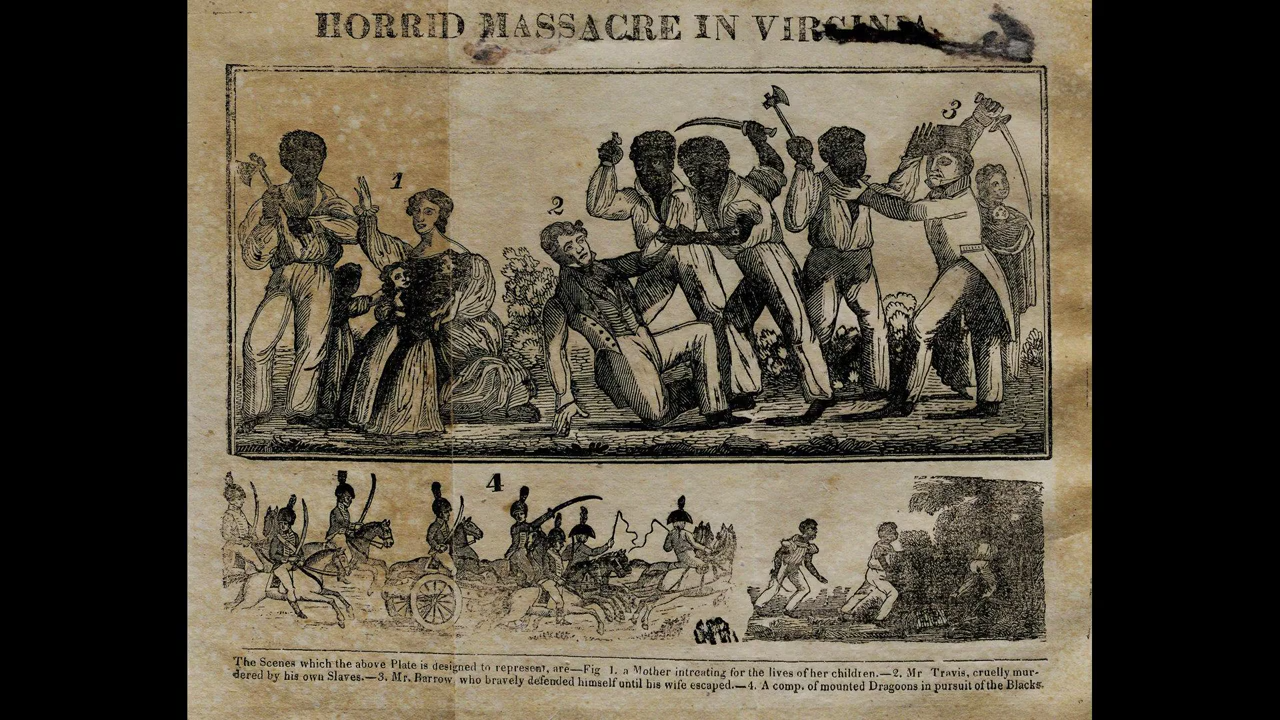 HORRID MASSACRE IN VIRGINIA.
1
2
3
4
The Scenes which the above Plate is designed to represent, are—Fig 1. a Mother intreating for the lives of her children.—2. Mr Travis, cruelly mur-
dered by his own Slaves.—3. Mr. Barrow, who bravely defended himself until his wife escaped.—4. A comp. of mounted Dragoons in pursuit of the Blacks.